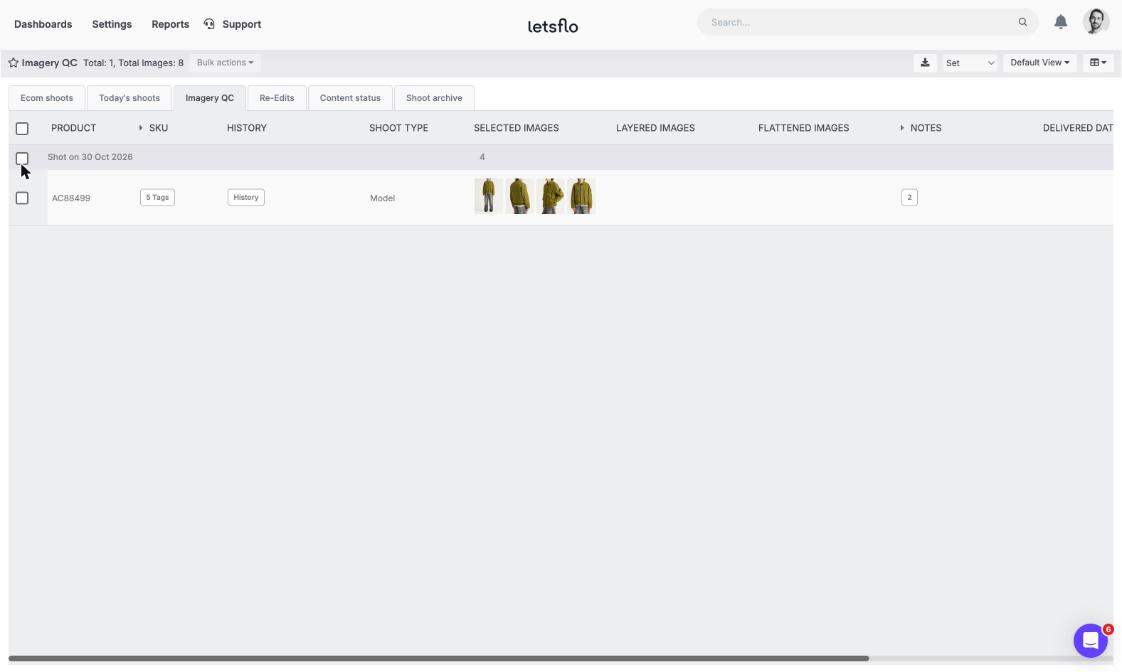 Dashboards Settings Reports Support letsflo Search...
Imagery QC Total: 1, Total Images: 8 Bulk actions Set Default View
Ecom shoots Today's shoots Imagery QC Re-Edits Content status Shoot archive
PRODUCT SKU HISTORY SHOOT TYPE SELECTED IMAGES LAYERED IMAGES FLATTENED IMAGES NOTES DELIVERED DAT
Shot on 30 Oct 2026 4
AC88499 5 Tags History Model 2
6